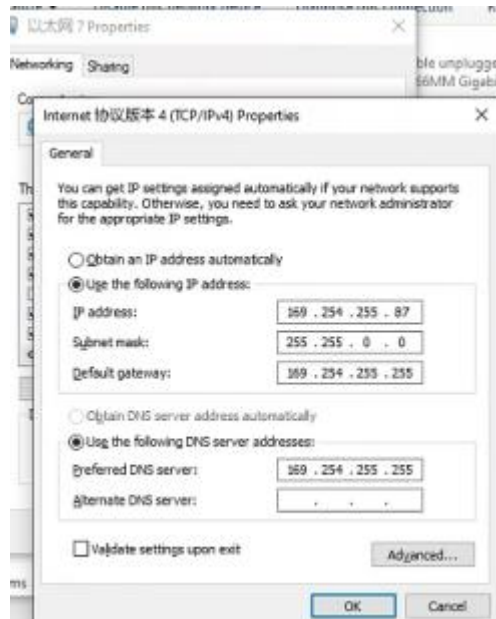 以太网 7 Properties
Networking
Sharing
Internet 协议版本 4 (TCP/IPv4) Properties
General
You can get IP settings assigned automatically if your network supports
this capability. Otherwise, you need to ask your network administrator
for the appropriate IP settings.
Obtain an IP address automatically
Use the following IP address:
IP address:
169 . 254 . 255 . 87
Subnet mask:
255 . 255 . 0 . 0
Default gateway:
169 . 254 . 255 . 255
Obtain DNS server address automatically
Use the following DNS server addresses:
Preferred DNS server:
169 . 254 . 255 . 255
Alternate DNS server:
. . .
Validate settings upon exit
Advanced...
OK
Cancel